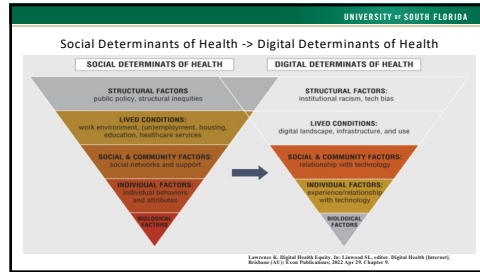 UNIVERSITY OF SOUTH FLORIDA
Social Determinants of Health -> Digital Determinants of Health
SOCIAL DETERMINATS OF HEALTH
STRUCTURAL FACTORS
public policy, structural inequities
LIVED CONDITIONS:
work environment, (un)employment, housing,
education, healthcare services
SOCIAL & COMMUNITY FACTORS:
social networks and support
INDIVIDUAL FACTORS:
individual behaviors
and attributes
BIOLOGICAL
FACTORS
DIGITAL DETERMINATS OF HEALTH
STRUCTURAL FACTORS:
institutional racism, tech bias
LIVED CONDITIONS:
digital landscape, infrastructure, and use
SOCIAL & COMMUNITY FACTORS:
relationship with technology
INDIVIDUAL FACTORS:
experience/relationship
with technology
BIOLOGICAL
FACTORS
Lawrence K. Digital Health Equity. In: Linwood SL, editor. Digital Health [Internet].
Brisbane (AU): Exon Publications; 2022 Apr 29. Chapter 9.